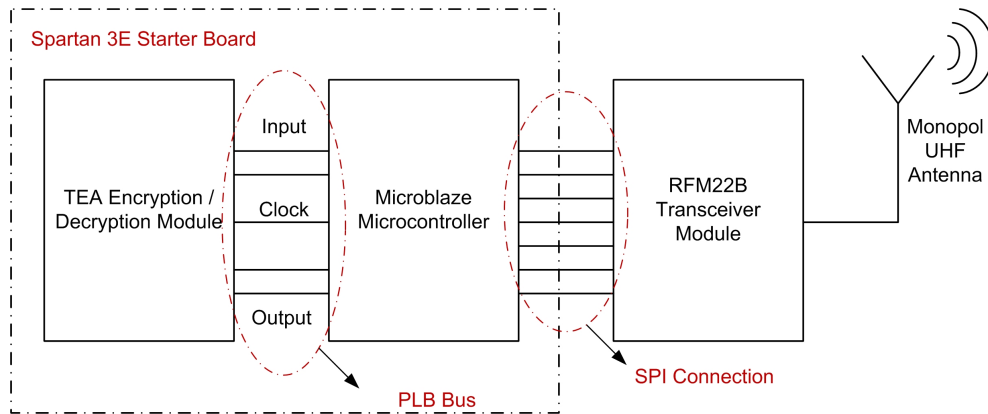 Spartan 3E Starter Board
TEA Encryption /
Decryption Module
Input
Clock
Output
Microblaze
Microcontroller
RFM22B
Transceiver
Module
Monopol
UHF
Antenna
PLB Bus
SPI Connection